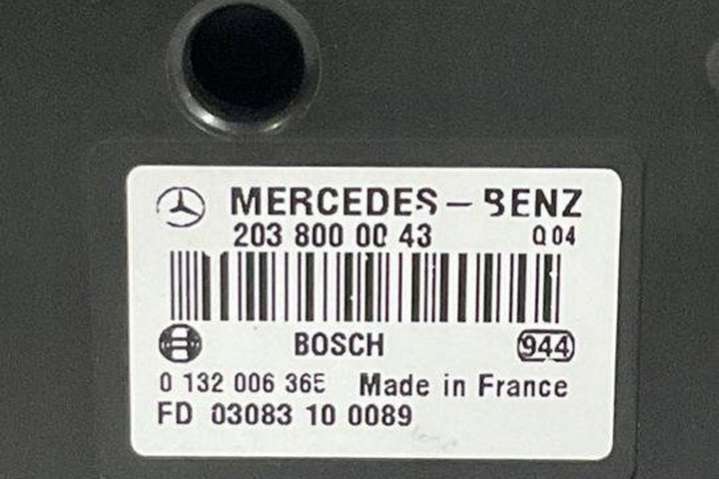 MERCEDES-BENZ
203 800 00 43 Q 04
BOSCH 944
0 132 006 365 Made in France
FD 03083 10 0089